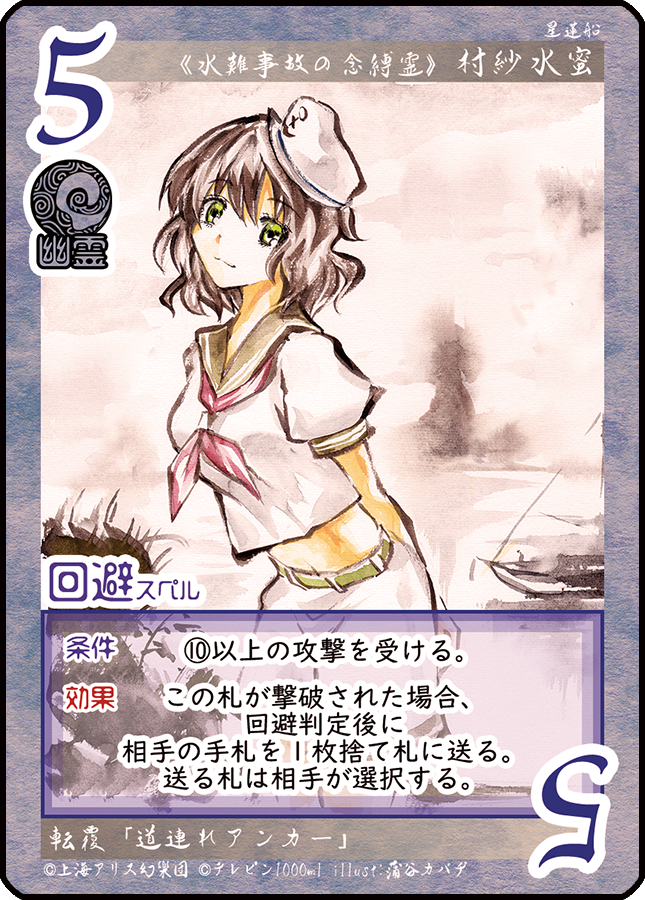 5
星蓮船
《水難事故の念縛霊》 村紗水蜜
幽霊
回避スペル
条件 ⑩以上の攻撃を受ける。
効果 この札が撃破された場合、
回避判定後に
相手の手札を1枚捨て札に送る。
送る札は相手が選択する。
5
転覆「道連れアンカー」
©上海アリス幻樂団 ©テレピン1000ml illust:蒲谷カバヂ